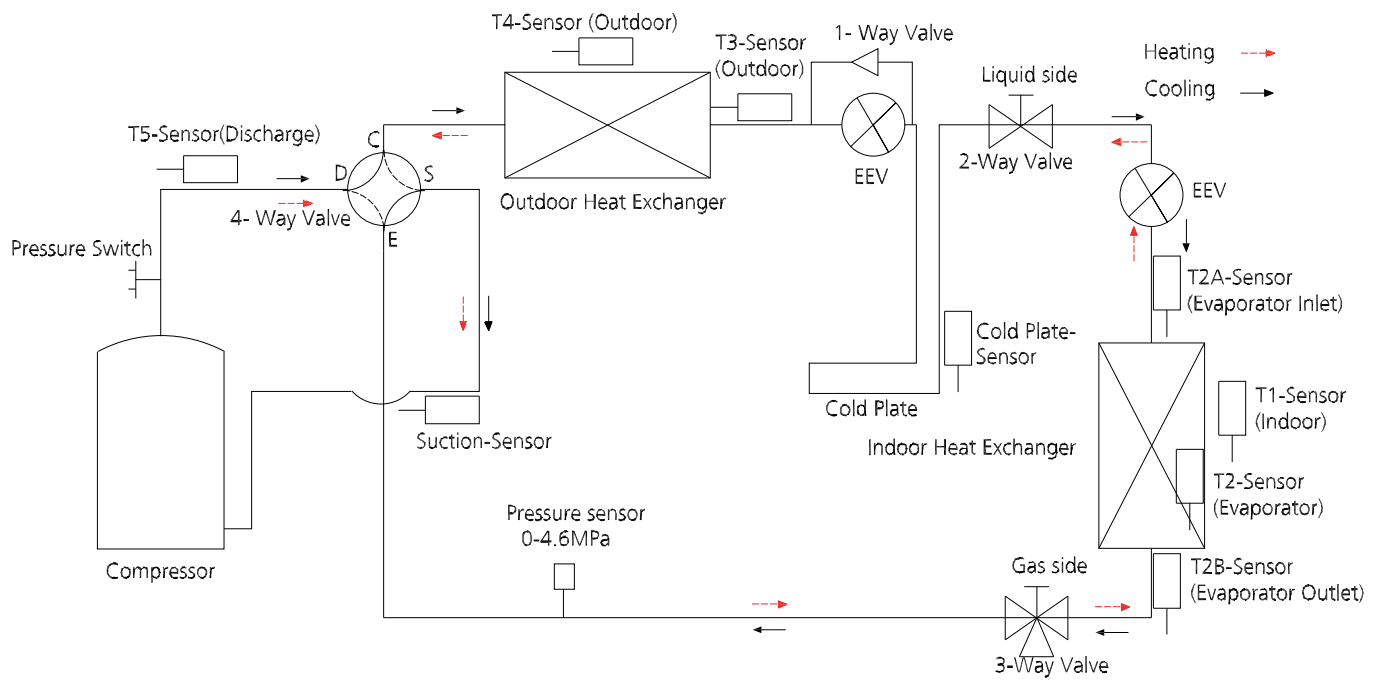 T4-Sensor (Outdoor)
T3-Sensor
(Outdoor)
1- Way Valve
Heating
Cooling
Liquid side
T5-Sensor(Discharge)
C
D
S
E
4- Way Valve
Outdoor Heat Exchanger
EEV
2-Way Valve
EEV
Pressure Switch
T2A-Sensor
(Evaporator Inlet)
Cold Plate-
Sensor
Cold Plate
T1-Sensor
(Indoor)
Suction-Sensor
Indoor Heat Exchanger
T2-Sensor
(Evaporator)
Pressure sensor
0-4.6MPa
Compressor
Gas side
T2B-Sensor
(Evaporator Outlet)
3-Way Valve